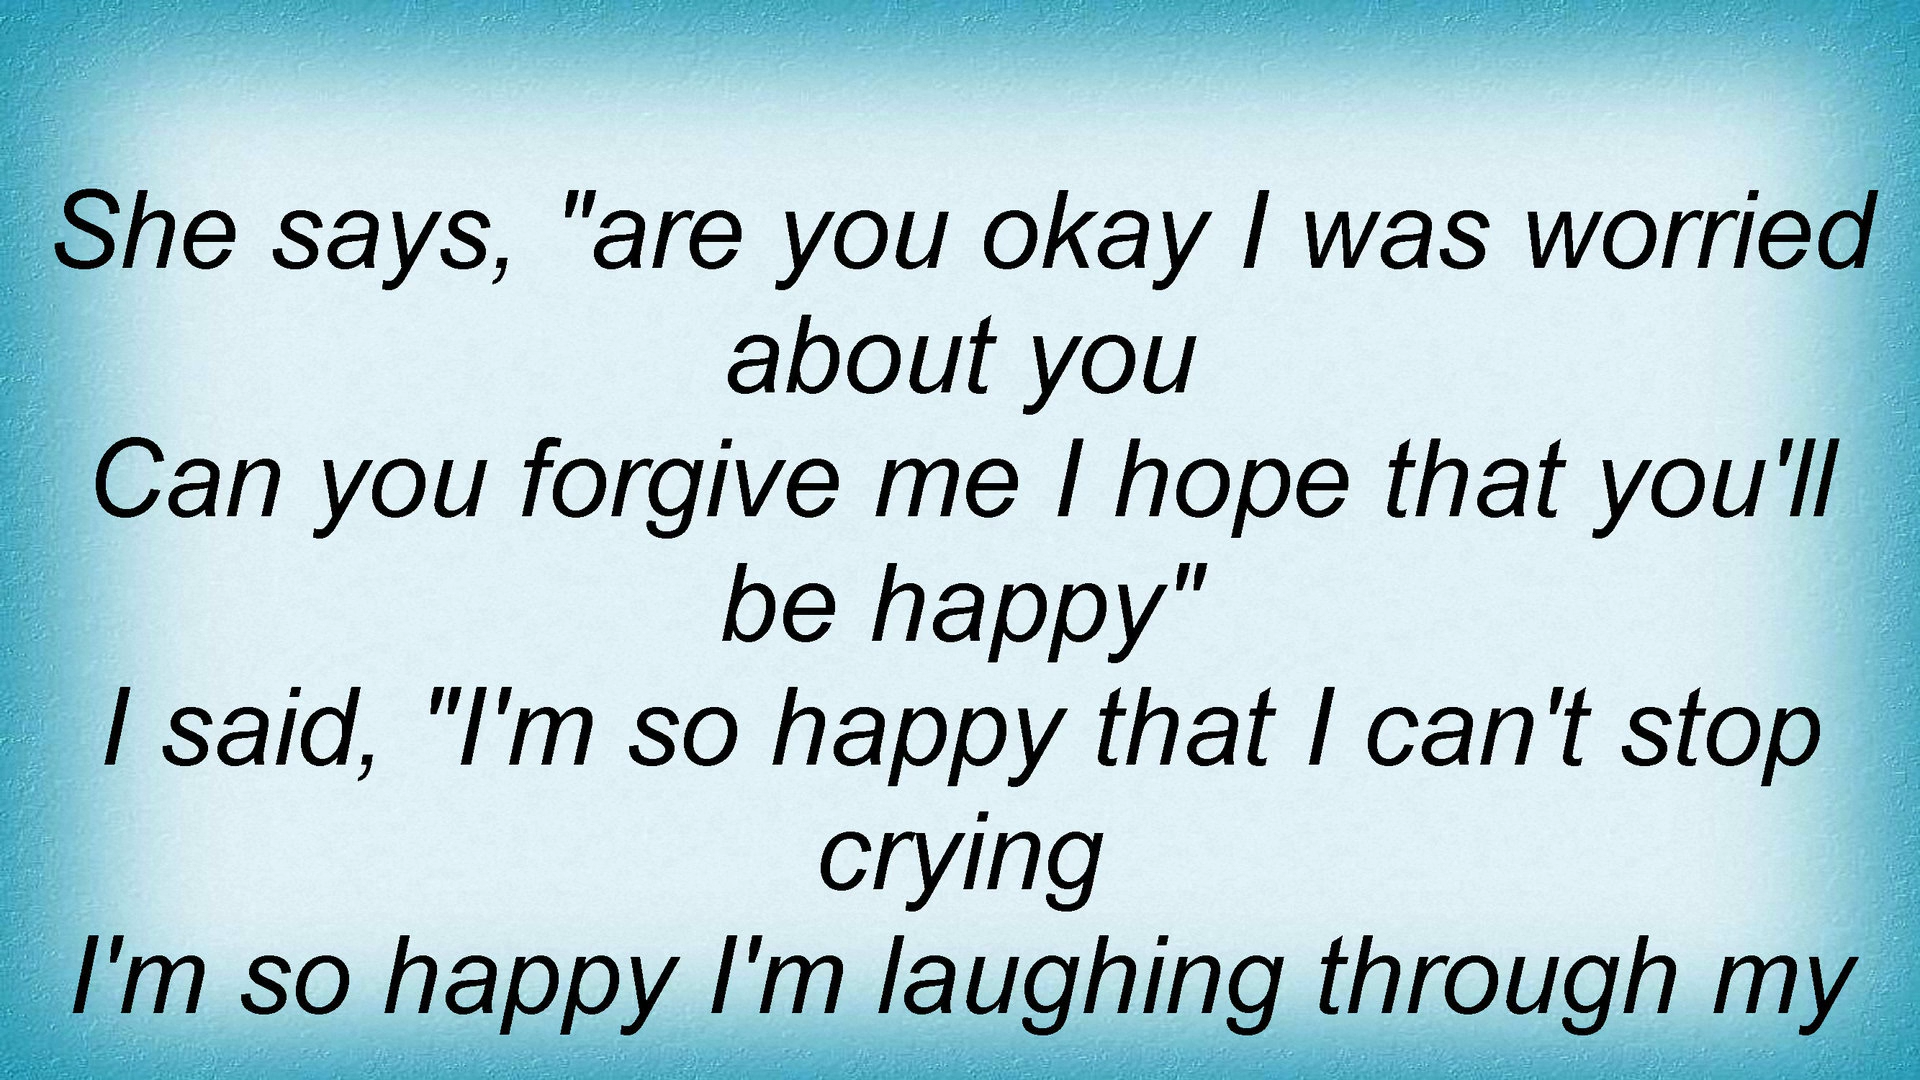 She says, "are you okay I was worried
about you
Can you forgive me I hope that you'll
be happy"
I said, "I'm so happy that I can't stop
crying
I'm so happy I'm laughing through my